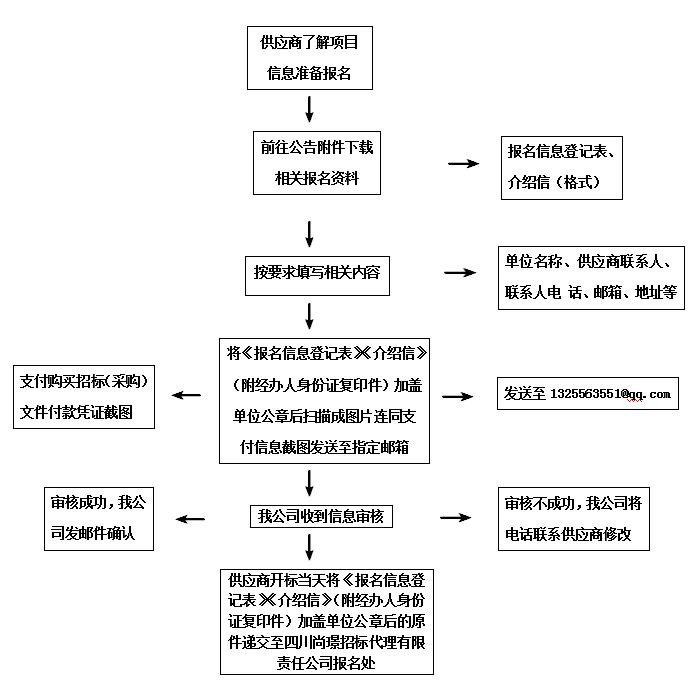 供应商了解项目
信息准备报名
前往公告附件下载
相关报名资料
报名信息登记表、
介绍信（格式）
按要求填写相关内容
单位名称、供应商联系人、
联系人电 话、邮箱、地址等
将《报名信息登记表》《介绍信》
（附经办人身份证复印件）加盖
单位公章后扫描成图片连同支
付信息截图发送至指定邮箱
支付购买招标（采购）
文件付款凭证截图
发送至 1325563551@qq.com
我公司收到信息审核
审核成功，我公
司发邮件确认
审核不成功，我公司将
电话联系供应商修改
供应商开标当天将《报名信息登
记表》《介绍信》（附经办人身份
证复印件）加盖单位公章后的原
件递交至四川尚璟招标代理有限
责任公司报名处